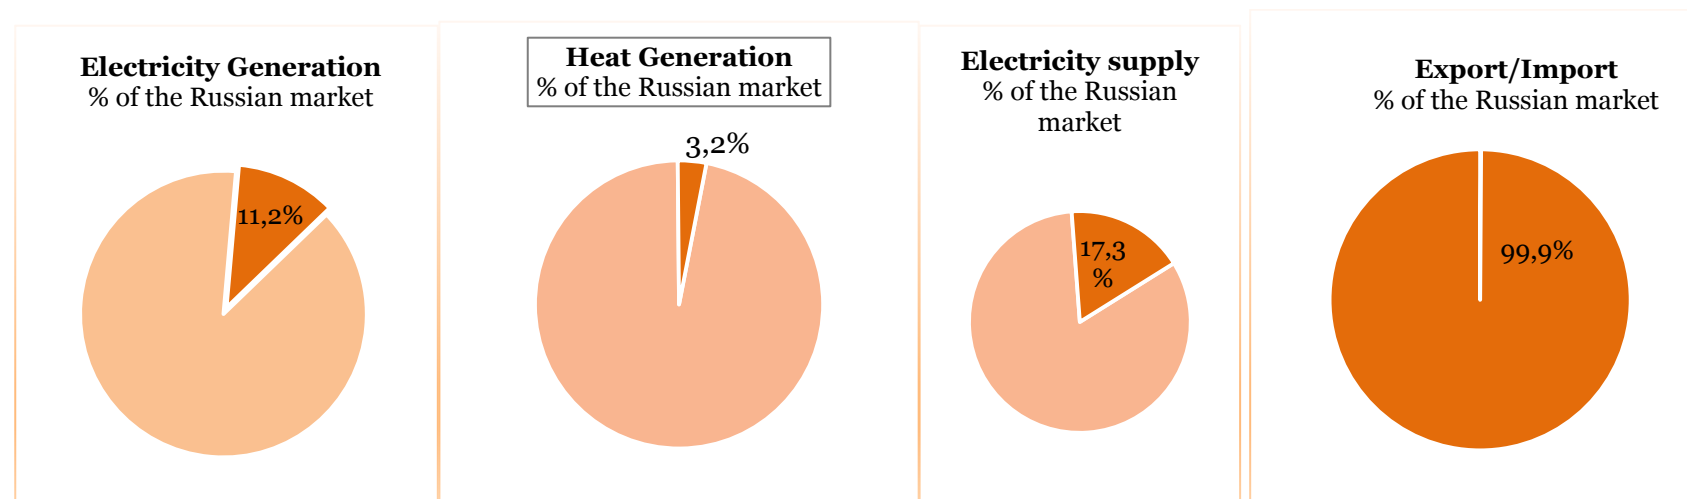 Electricity Generation
% of the Russian market
11,2%
Heat Generation
% of the Russian market
3,2%
Electricity supply
% of the Russian
market
17,3
%
Export/Import
% of the Russian market
99,9%